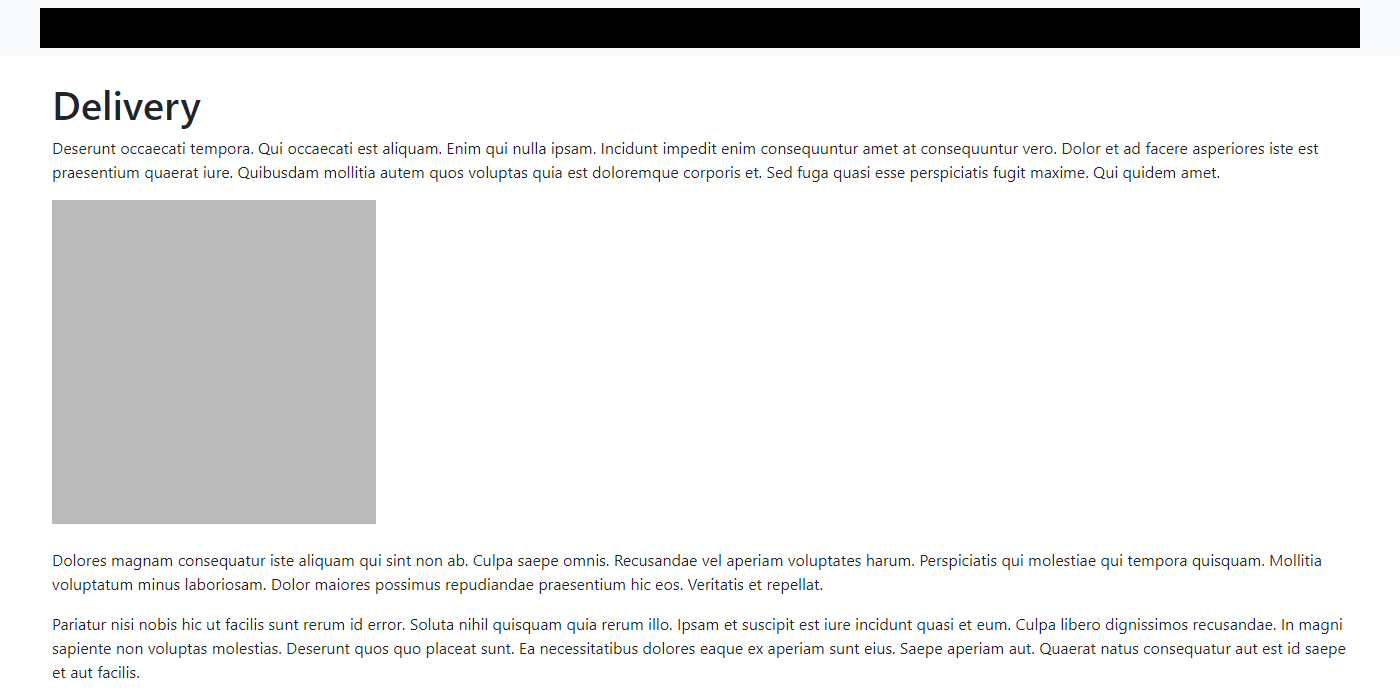 Delivery
Deserunt occaecati tempora. Qui occaecati est aliquam. Enim qui nulla ipsam. Incidunt impedit enim consequuntur amet at consequuntur vero. Dolor et ad facere asperiores iste est
praesentium quaerat iure. Quibusdam mollitia autem quos voluptas quia est doloremque corporis et. Sed fuga quasi esse perspiciatis fugit maxime. Qui quidem amet.
Dolores magnam consequatur iste aliquam qui sint non ab. Culpa saepe omnis. Recusandae vel aperiam voluptates harum. Perspiciatis qui molestiae qui tempora quisquam. Mollitia
voluptatum minus laboriosam. Dolor maiores possimus repudiandae praesentium hic eos. Veritatis et repellat.
Pariatur nisi nobis hic ut facilis sunt rerum id error. Soluta nihil quisquam quia rerum illo. Ipsam et suscipit est iure incidunt quasi et eum. Culpa libero dignissimos recusandae. In magni
sapiente non voluptas molestias. Deserunt quos quo placeat sunt. Ea necessitatibus dolores eaque ex aperiam sunt eius. Saepe aperiam aut. Quaerat natus consequatur aut est id saepe
et aut facilis.